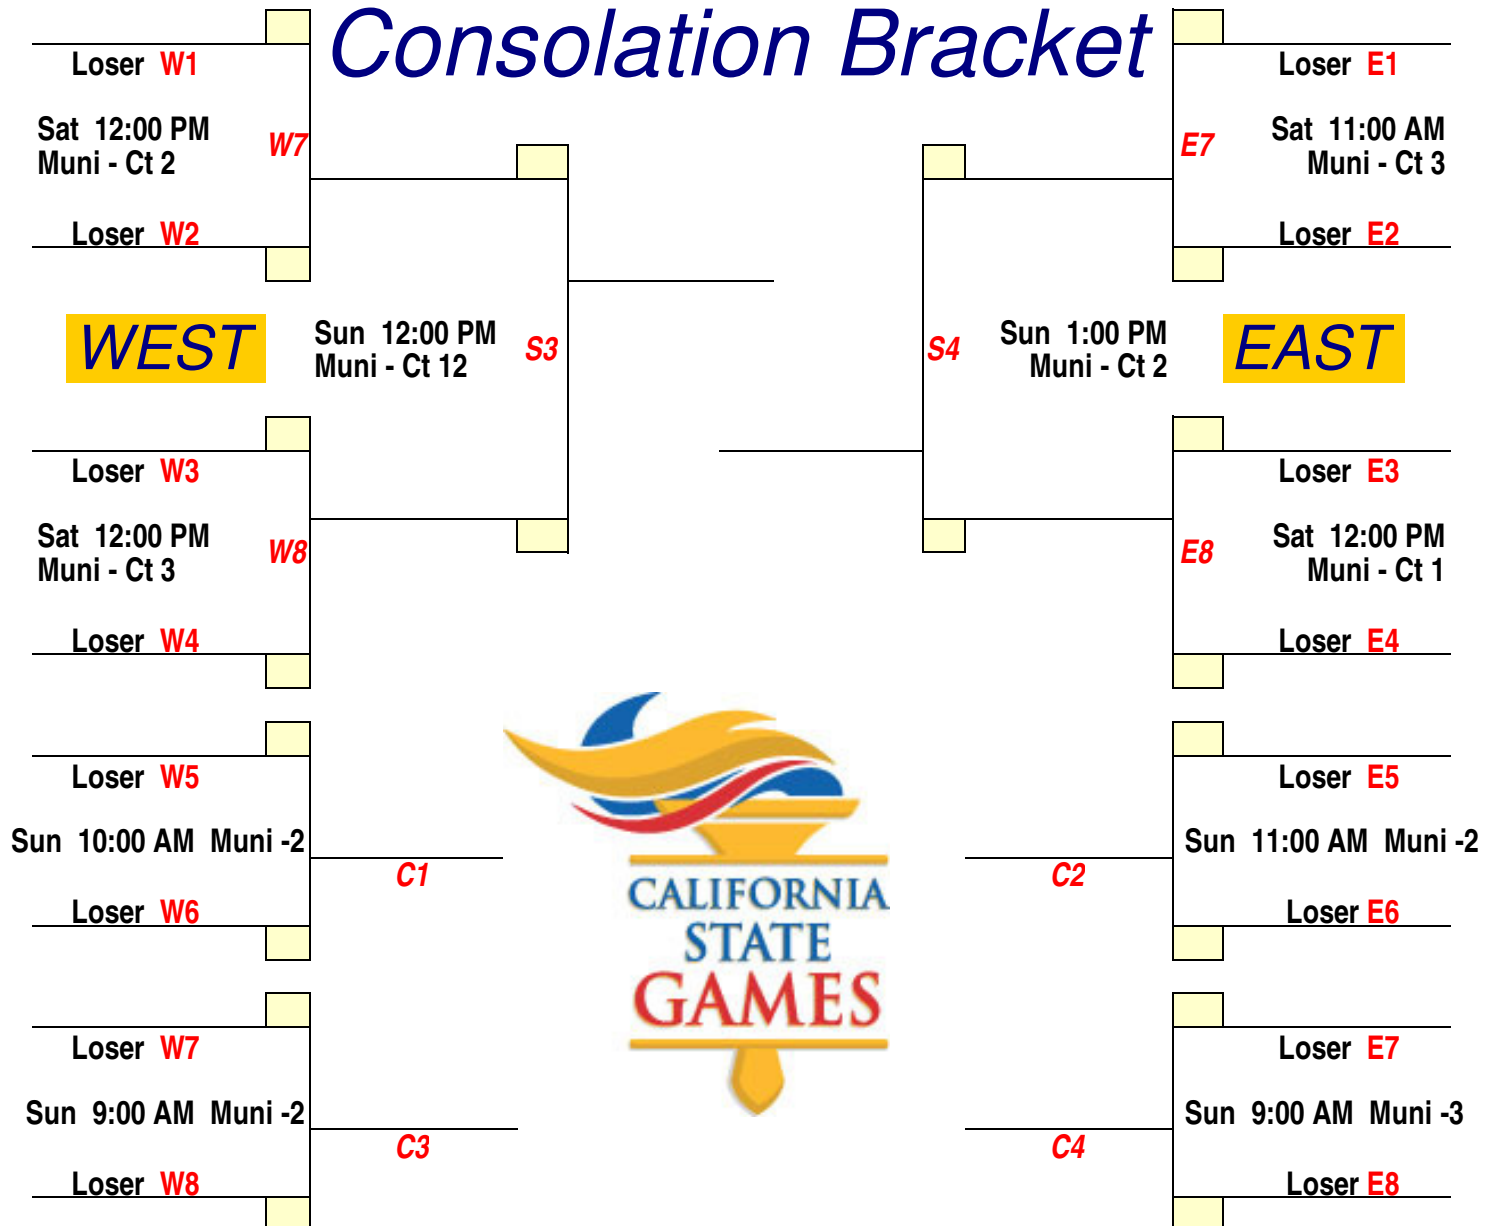 Consolation Bracket
Loser W1
Sat 12:00 PM
Muni - Ct 2
W7
Loser W2
WEST
Sun 12:00 PM
Muni - Ct 12
S3
Loser W3
Sat 12:00 PM
Muni - Ct 3
W8
Loser W4
Loser W5
Sun 10:00 AM Muni -2
C1
Loser W6
Loser W7
Sun 9:00 AM Muni -2
C3
Loser W8
Loser E1
E7
Sat 11:00 AM
Muni - Ct 3
Loser E2
S4
Sun 1:00 PM
Muni - Ct 2
EAST
Loser E3
E8
Sat 12:00 PM
Muni - Ct 1
Loser E4
Loser E5
C2
Sun 11:00 AM Muni -2
Loser E6
Loser E7
C4
Sun 9:00 AM Muni -3
Loser E8
CALIFORNIA
STATE
GAMES